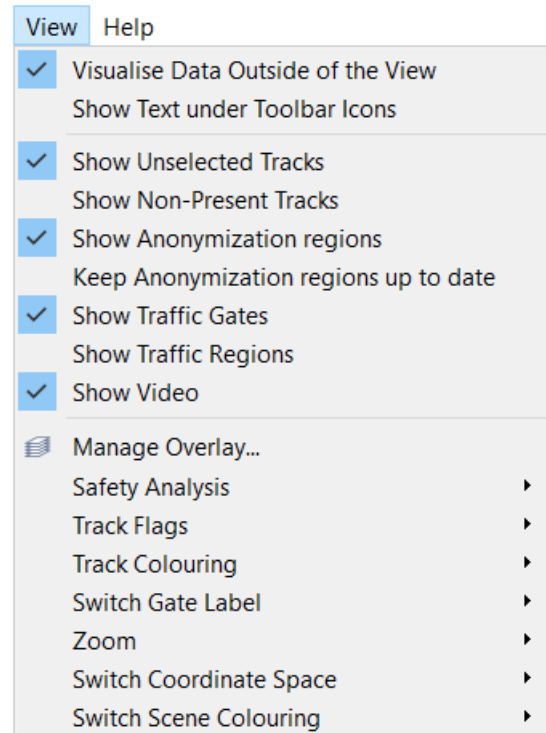 View Help
Visualise Data Outside of the View
Show Text under Toolbar Icons
Show Unselected Tracks
Show Non-Present Tracks
Show Anonymization regions
Keep Anonymization regions up to date
Show Traffic Gates
Show Traffic Regions
Show Video
Manage Overlay...
Safety Analysis
Track Flags
Track Colouring
Switch Gate Label
Zoom
Switch Coordinate Space
Switch Scene Colouring